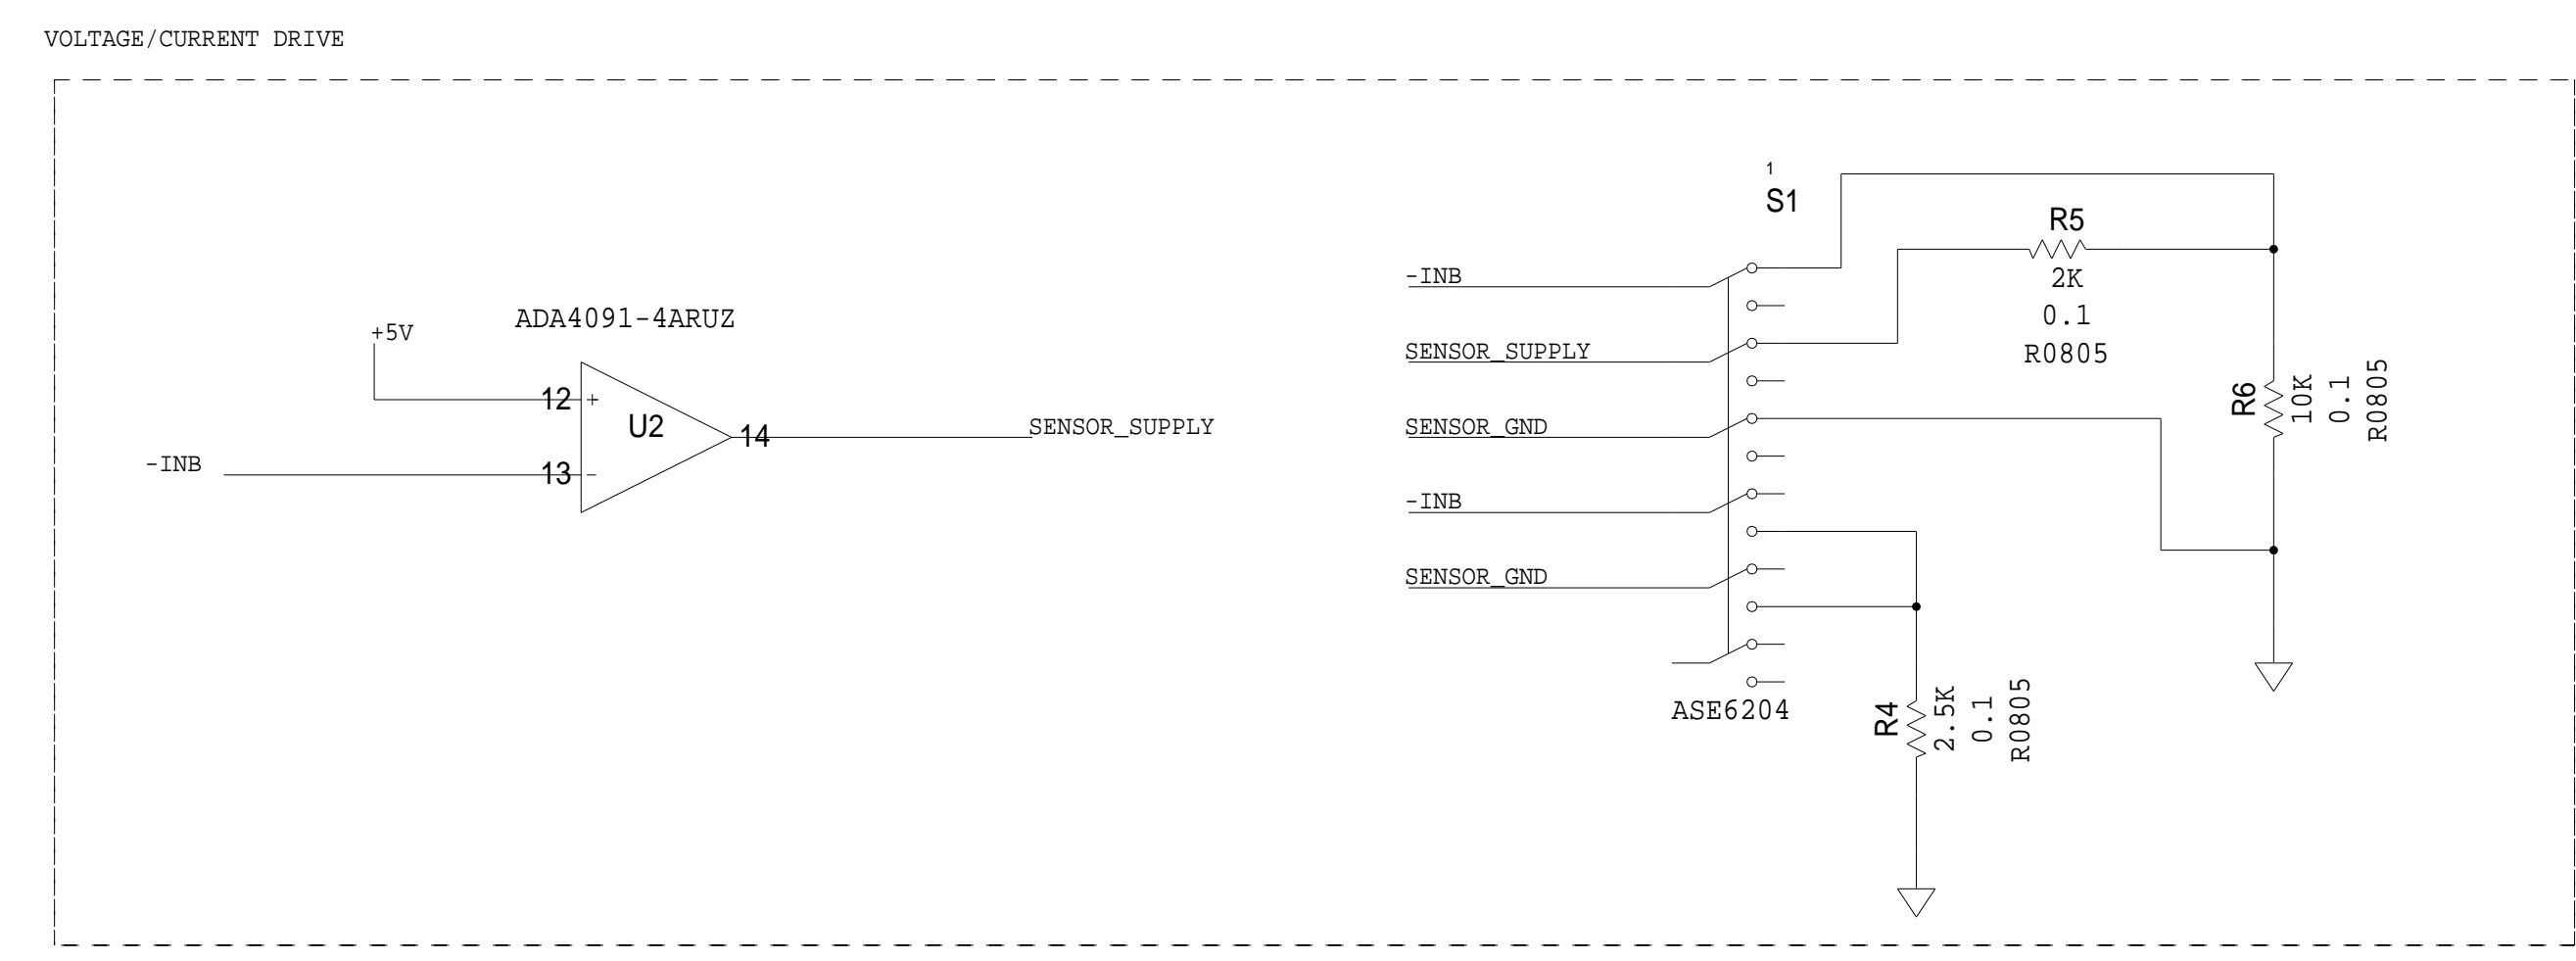 VOLTAGE/CURRENT DRIVE
1
S1
R5
2K
0.1
R0805
-INB
SENSOR_SUPPLY
SENSOR_GND
-INB
SENSOR_GND
ASE6204
+5V
ADA4091-4ARUZ
12
+
U2
14
SENSOR_SUPPLY
-INB
13
-
R6
10K
0.1
R0805
R4
2.5K
0.1
R0805